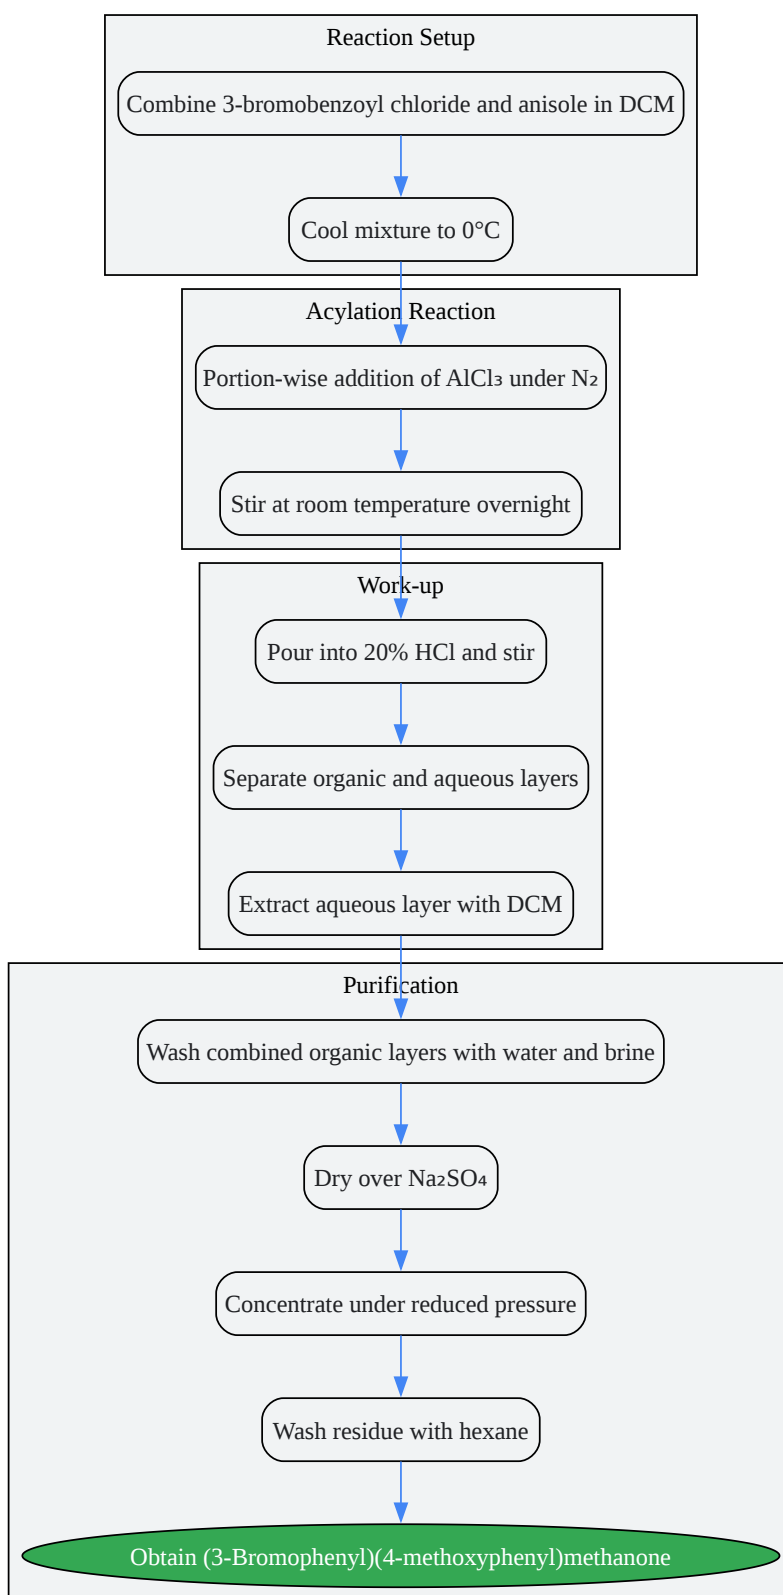 Reaction Setup
Combine 3-bromobenzoyl chloride and anisole in DCM
Cool mixture to 0°C
Acylation Reaction
Portion-wise addition of AlCl₃ under N₂
Stir at room temperature overnight
Work-up
Pour into 20% HCl and stir
Separate organic and aqueous layers
Extract aqueous layer with DCM
Purification
Wash combined organic layers with water and brine
Dry over Na₂SO₄
Concentrate under reduced pressure
Wash residue with hexane
Obtain (3-Bromophenyl)(4-methoxyphenyl)methanone